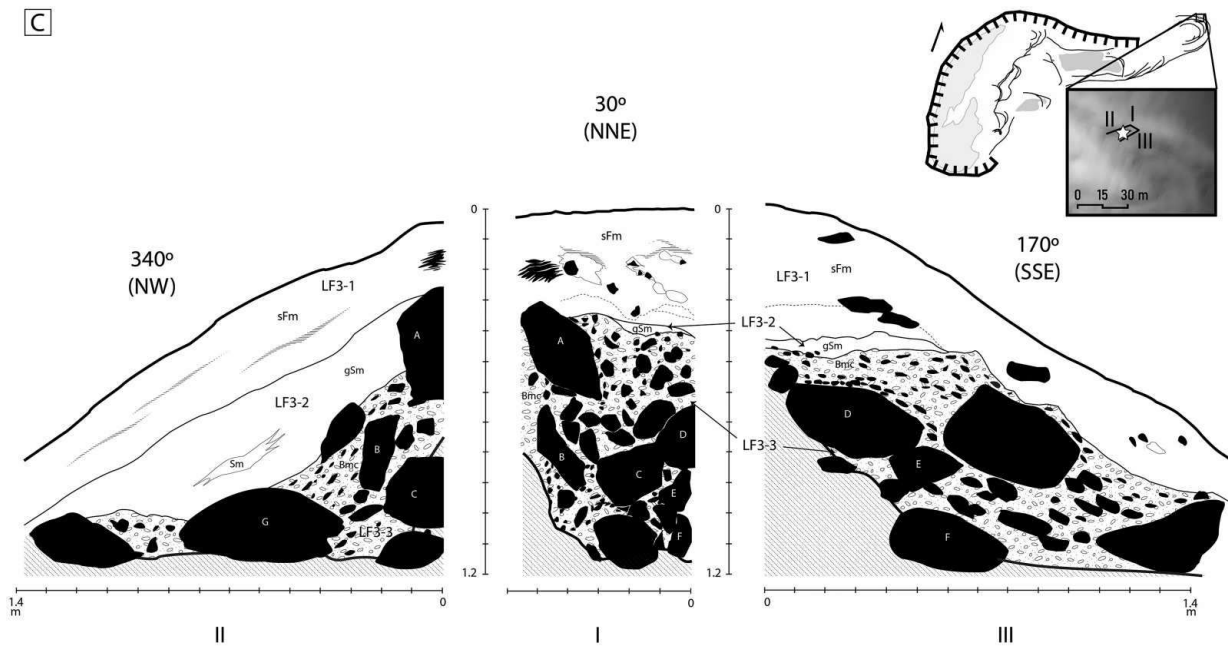 C
30º
(NNE)
I
II
III
0 15 30 m
340º
(NW)
170º
(SSE)
0
0
sFm
LF3-1
sFm
sFm
LF3-1
A
A
LF3-2
gSm
gSm
gSm
Bmc
LF3-2
Bmc
D
D
LF3-3
Sm
Bmc
B
B
C
C
E
E
G
LF3-3
F
F
1.2
1.2
1.4
m
0
0
0
1.4
m
II
I
III